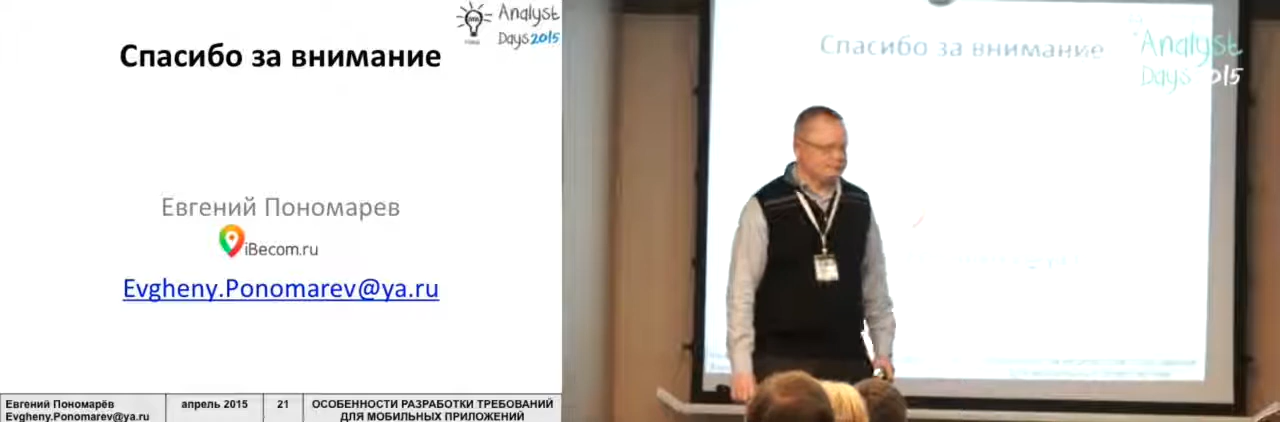 Analyst
Days2015
Спасибо за внимание
Евгений Пономарев
iBecom.ru
Evgheny.Ponomarev@ya.ru
Евгений Пономарёв
Evgheny.Ponomarev@ya.ru
апрель 2015
21
ОСОБЕННОСТИ РАЗРАБОТКИ ТРЕБОВАНИЙ
ДЛЯ МОБИЛЬНЫХ ПРИЛОЖЕНИЙ
Спасибо за внимание
Analyst
Days 2015